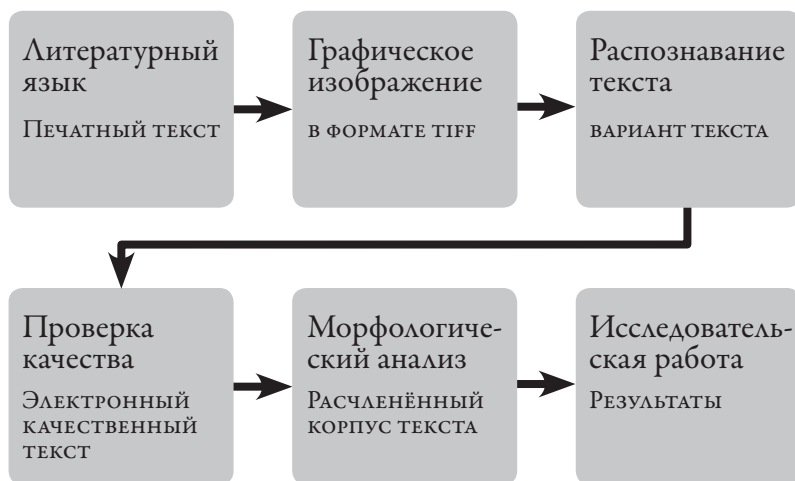 Литературный
язык
Печатный текст
Графическое
изображение
в формате tiff
Распознавание
текста
вариант текста
Проверка
качества
Электронный
качественный
текст
Морфологиче-
ский анализ
Расчленённый
корпус текста
Исследователь-
ская работа
Результаты